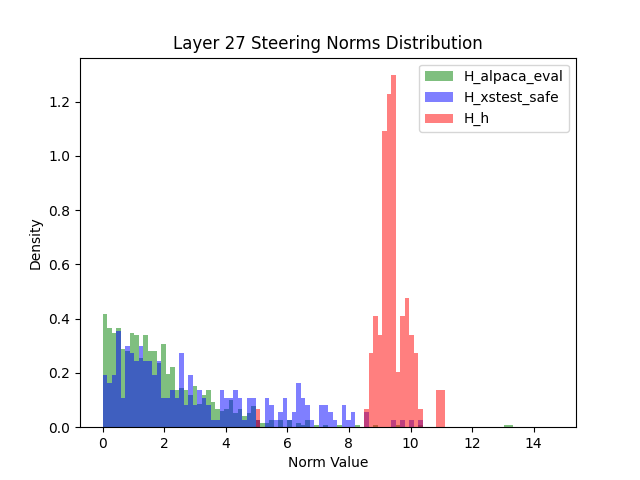 Layer 27 Steering Norms Distribution
H_alpaca_eval
H_xstest_safe
H_h
Density
1.2
1.0
0.8
0.6
0.4
0.2
0.0
0 2 4 6 8 10 12 14
Norm Value